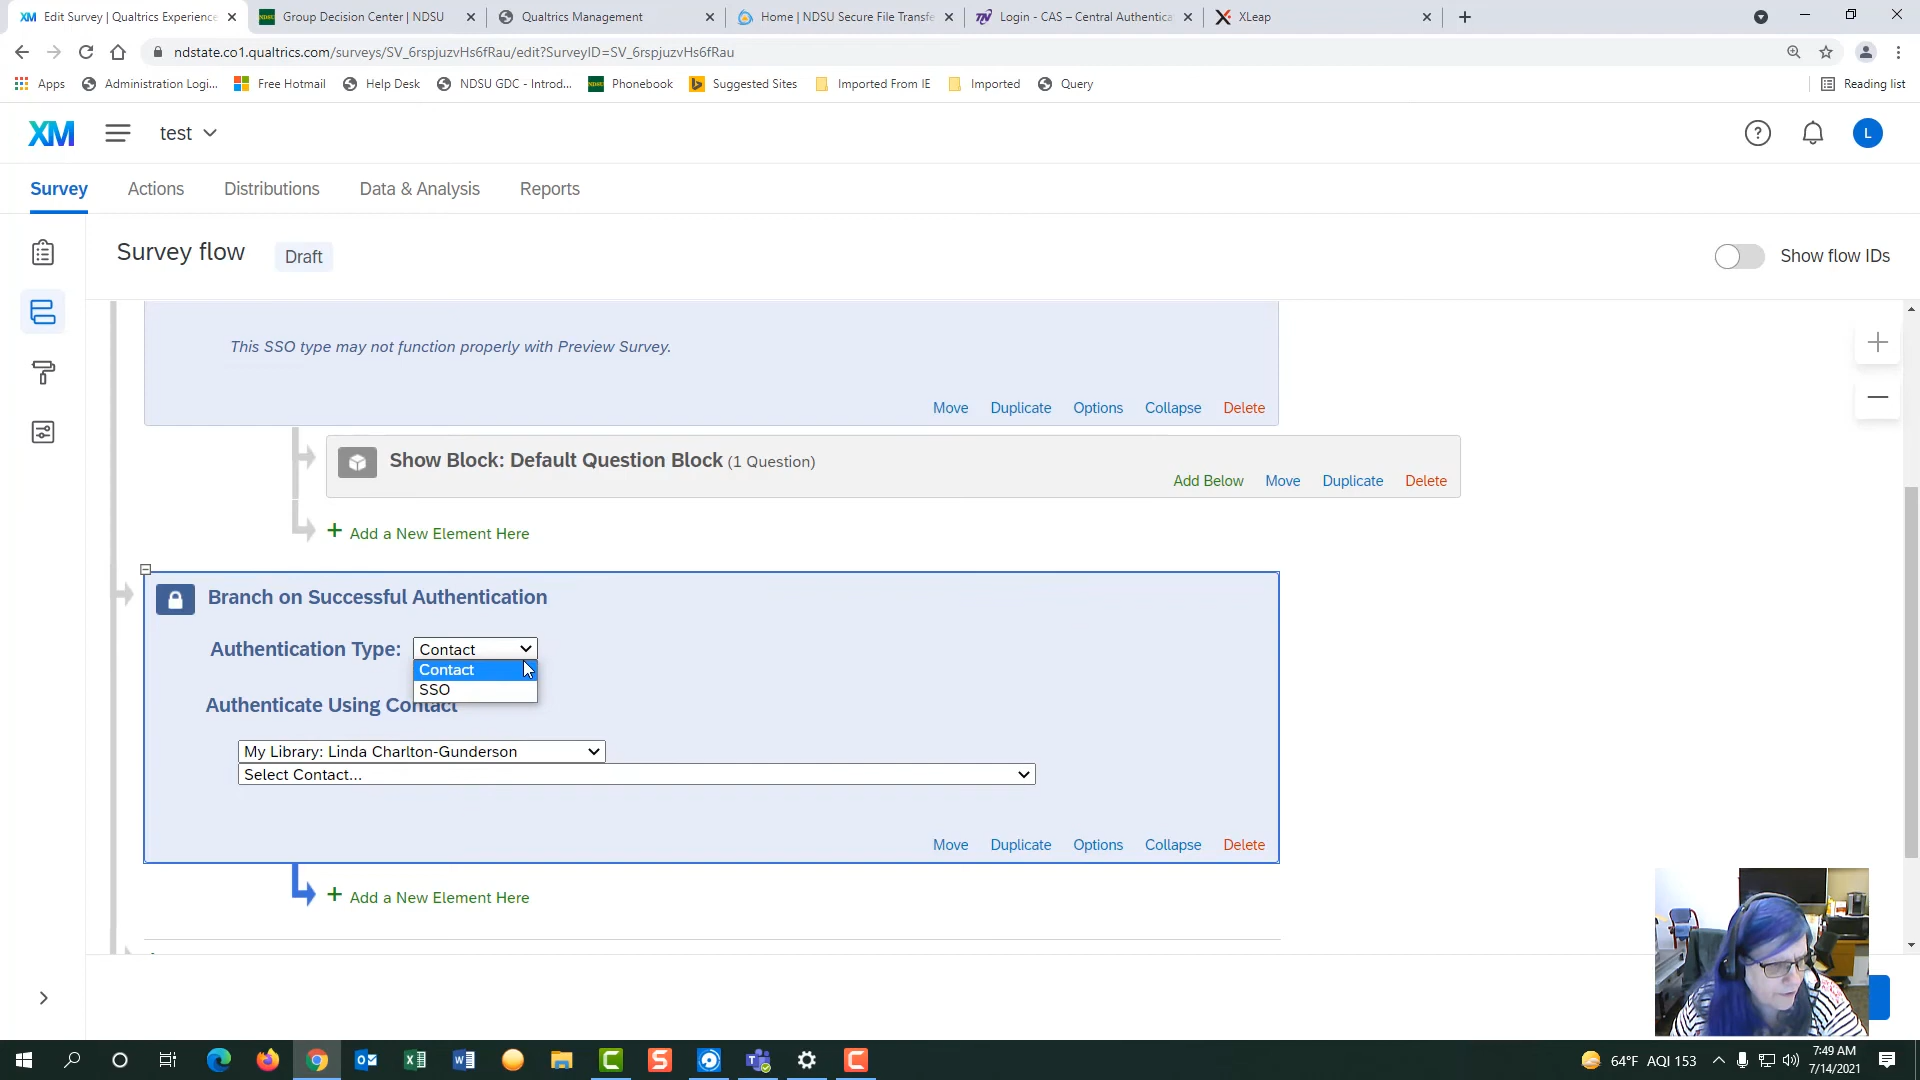 Edit Survey | Qualtrics Experience
Group Decision Center | NDSU
Qualtrics Management
Home | NDSU Secure File Transfe
Login - CAS – Central Authentica
XLeap
ndstate.co1.qualtrics.com/surveys/SV_6rspjuzvHs6fRau/edit?SurveyID=SV_6rspjuzvHs6fRau
Apps
Administration Logi...
Free Hotmail
Help Desk
NDSU GDC - Introd...
Phonebook
Suggested Sites
Imported From IE
Imported
Query
Reading list
XM
test
L
Survey
Actions
Distributions
Data & Analysis
Reports
Survey flow
Draft
Show flow IDs
This SSO type may not function properly with Preview Survey.
Move Duplicate Options Collapse Delete
Show Block: Default Question Block (1 Question)
Add Below Move Duplicate Delete
+ Add a New Element Here
Branch on Successful Authentication
Authentication Type: Contact
Contact
SSO
Authenticate Using Contact
My Library: Linda Charlton-Gunderson
Select Contact...
Move Duplicate Options Collapse Delete
+ Add a New Element Here
64°F AQI 153
7:49 AM
7/14/2021